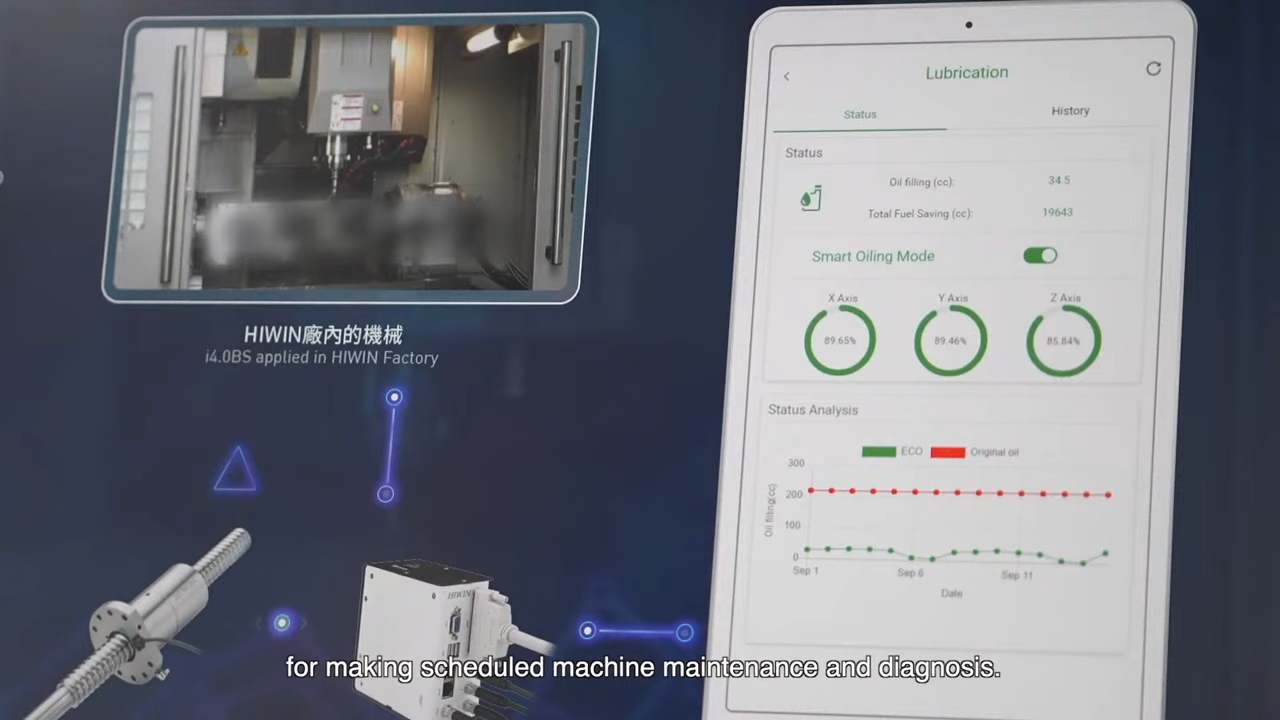 HIWIN廠內的機械
i4.0BS applied in HIWIN Factory
HIWIN
Lubrication
Status
History
Status
Oil filling (cc):
34.5
Total Fuel Saving (cc):
19643
Smart Oiling Mode
X Axis
Y Axis
Z Axis
89.65%
89.46%
85.84%
Status Analysis
ECO
Original oil
300
200
100
0
Oil filling(cc)
Sep 1
Sep 6
Sep 11
Date
for making scheduled machine maintenance and diagnosis.